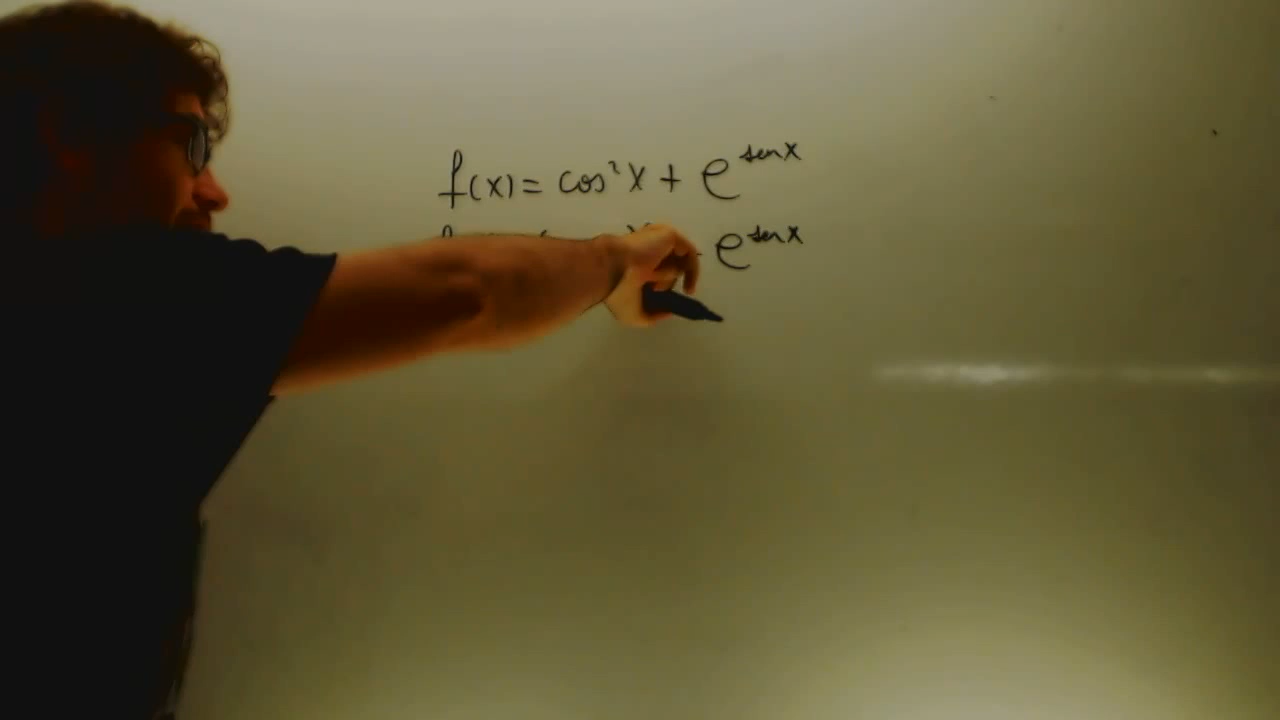 f(x) = cos²x + e^senx
e^senx